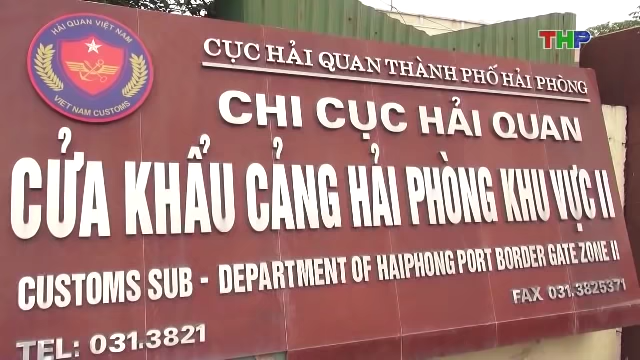 THP
HẢI QUAN VIỆT NAM
VIET NAM CUSTOMS
CỤC HẢI QUAN THÀNH PHỐ HẢI PHÒNG
CHI CỤC HẢI QUAN
CỬA KHẨU CẢNG HẢI PHÒNG KHU VỰC II
CUSTOMS SUB - DEPARTMENT OF HAIPHONG PORT BORDER GATE ZONE II
TEL: 031.3821
FAX 031.3825371